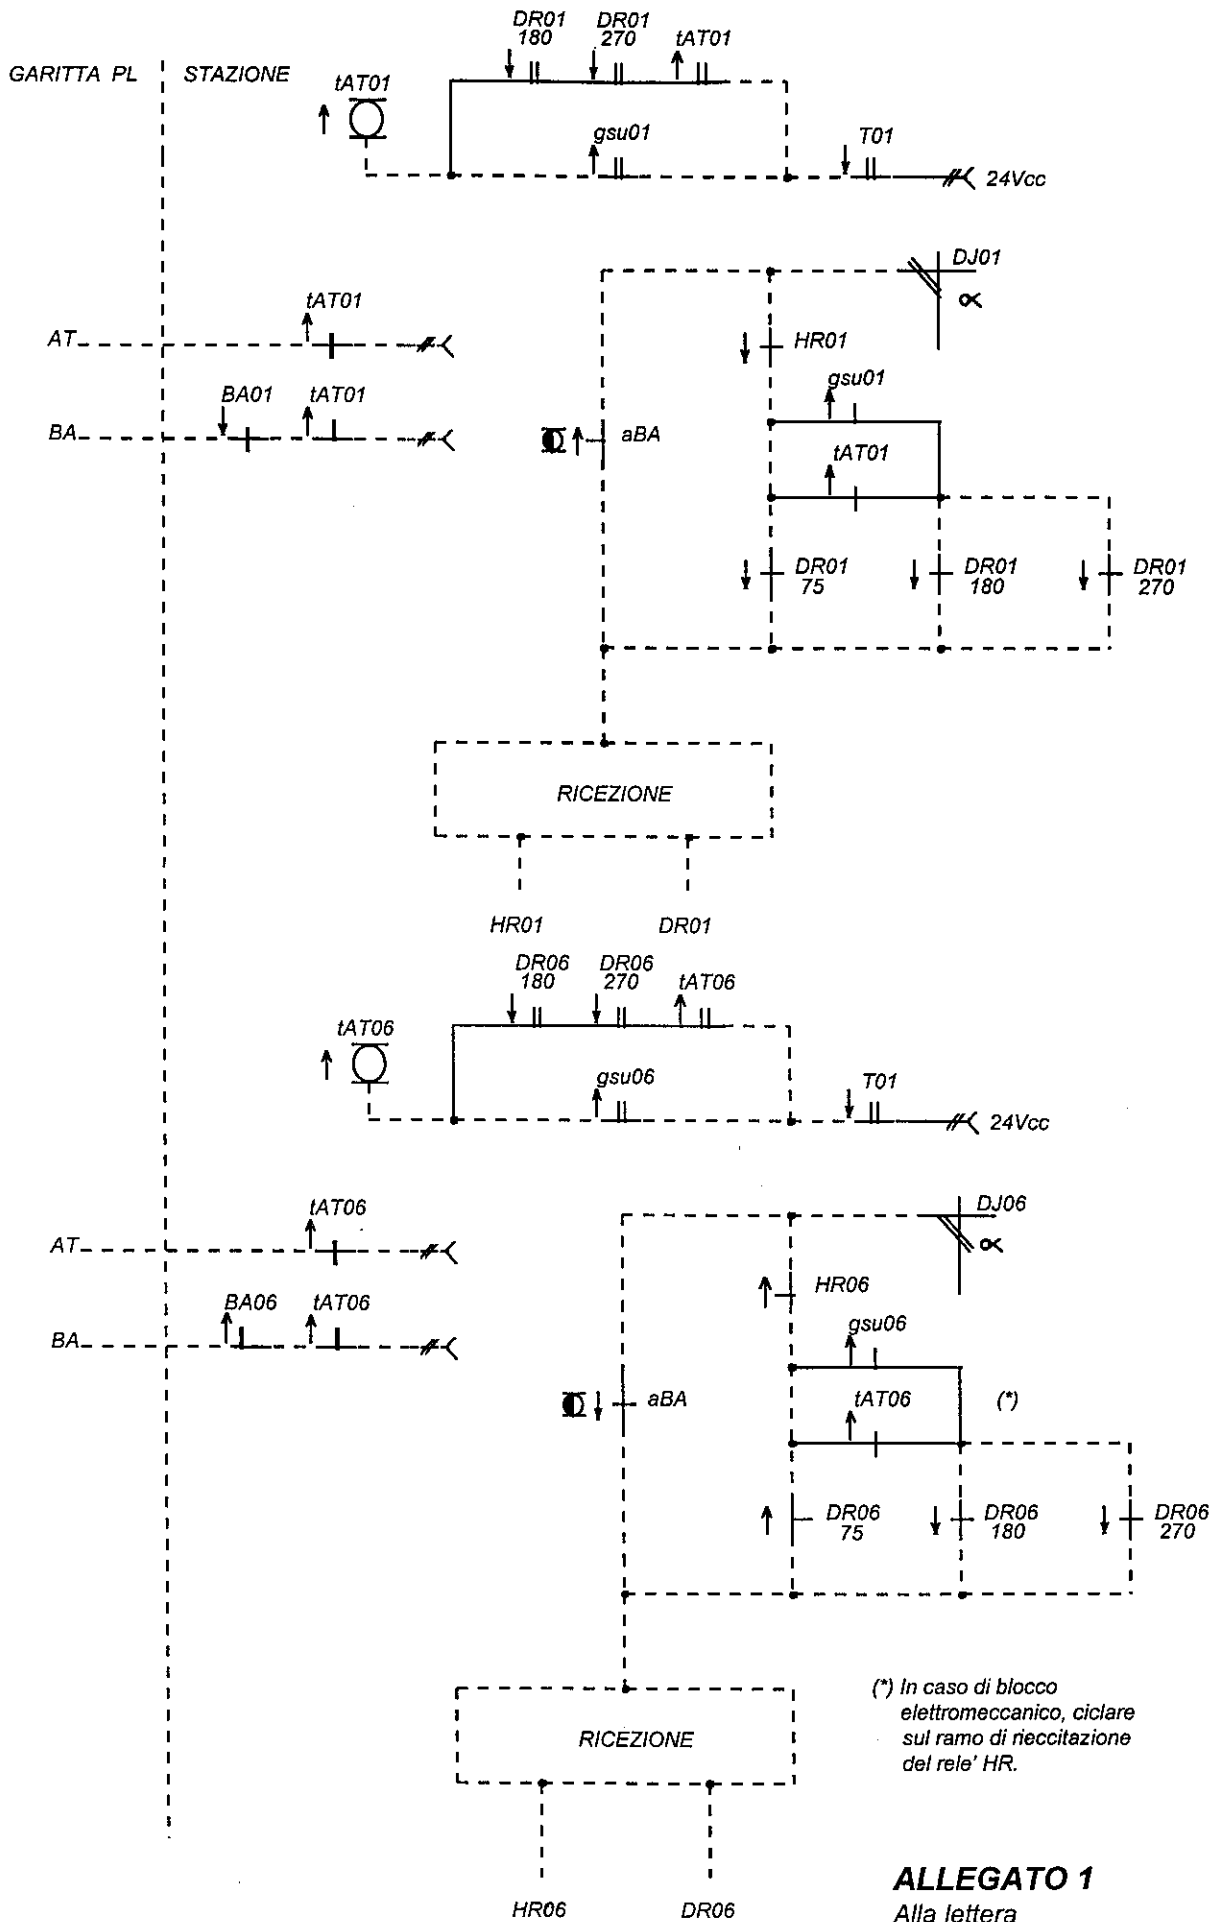 DR01 DR01
180 270 tAT01
GARITTA PL STAZIONE
tAT01
gsu01 T01
24Vcc
DJ01
tAT01
AT HR01
BA01 tAT01 gsu01
BA aBA
tAT01
DR01 DR01 DR01
75 180 270
RICEZIONE
HR01 DR01
DR06 DR06
180 270 tAT06
tAT06
gsu06 T01
24Vcc
DJ06
tAT06
AT HR06
BA06 tAT06 gsu06
BA
aBA tAT06 (*)
DR06 DR06 DR06
75 180 270
(*) In caso di blocco
elettromeccanico, ciclare
sul ramo di rieccitazione
del rele' HR.
RICEZIONE
ALLEGATO 1
Alla lettera
HR06 DR06